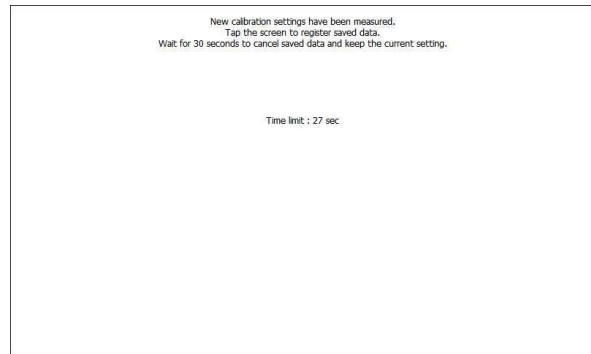 New calibration settings have been measured.
Tap the screen to register saved data.
Wait for 30 seconds to cancel saved data and keep the current setting.
Time limit : 27 sec